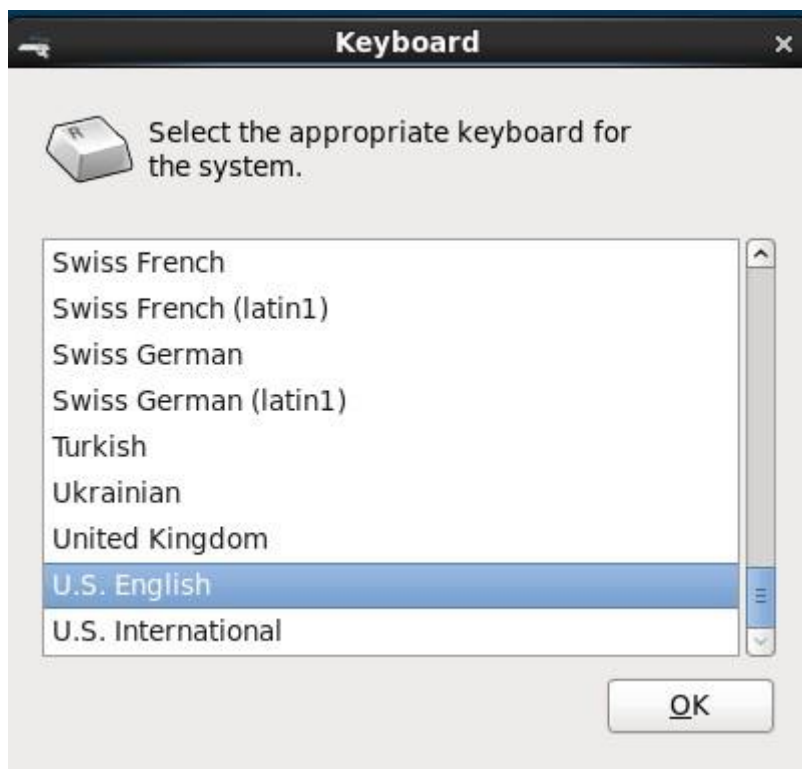 Keyboard
R
Select the appropriate keyboard for
the system.
Swiss French
Swiss French (latin1)
Swiss German
Swiss German (latin1)
Turkish
Ukrainian
United Kingdom
U.S. English
U.S. International
OK